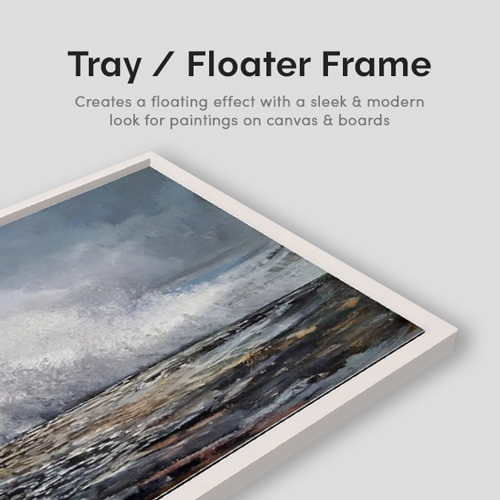 Tray / Floater Frame
Creates a floating effect with a sleek & modern
look for paintings on canvas & boards